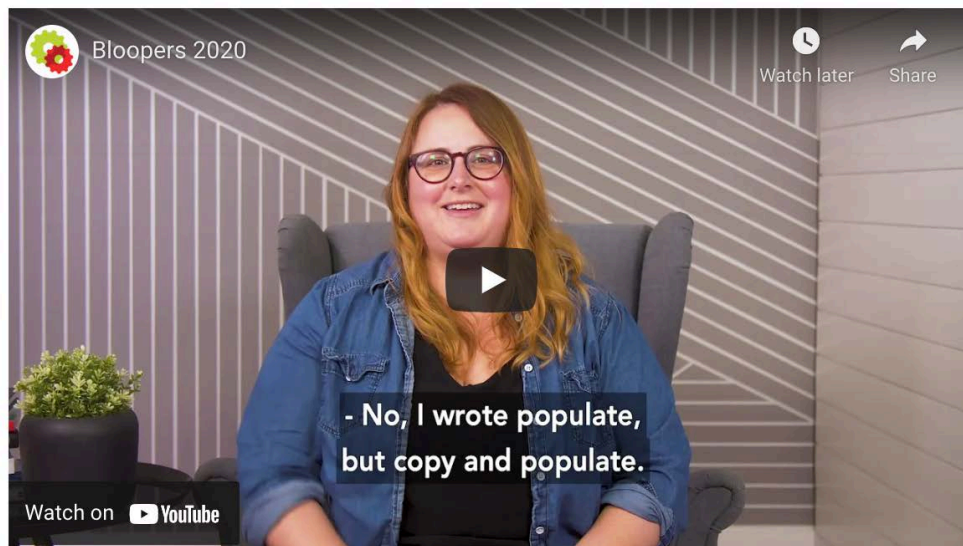 Bloopers 2020
Watch later
Share
- No, I wrote populate,
but copy and populate.
Watch on YouTube